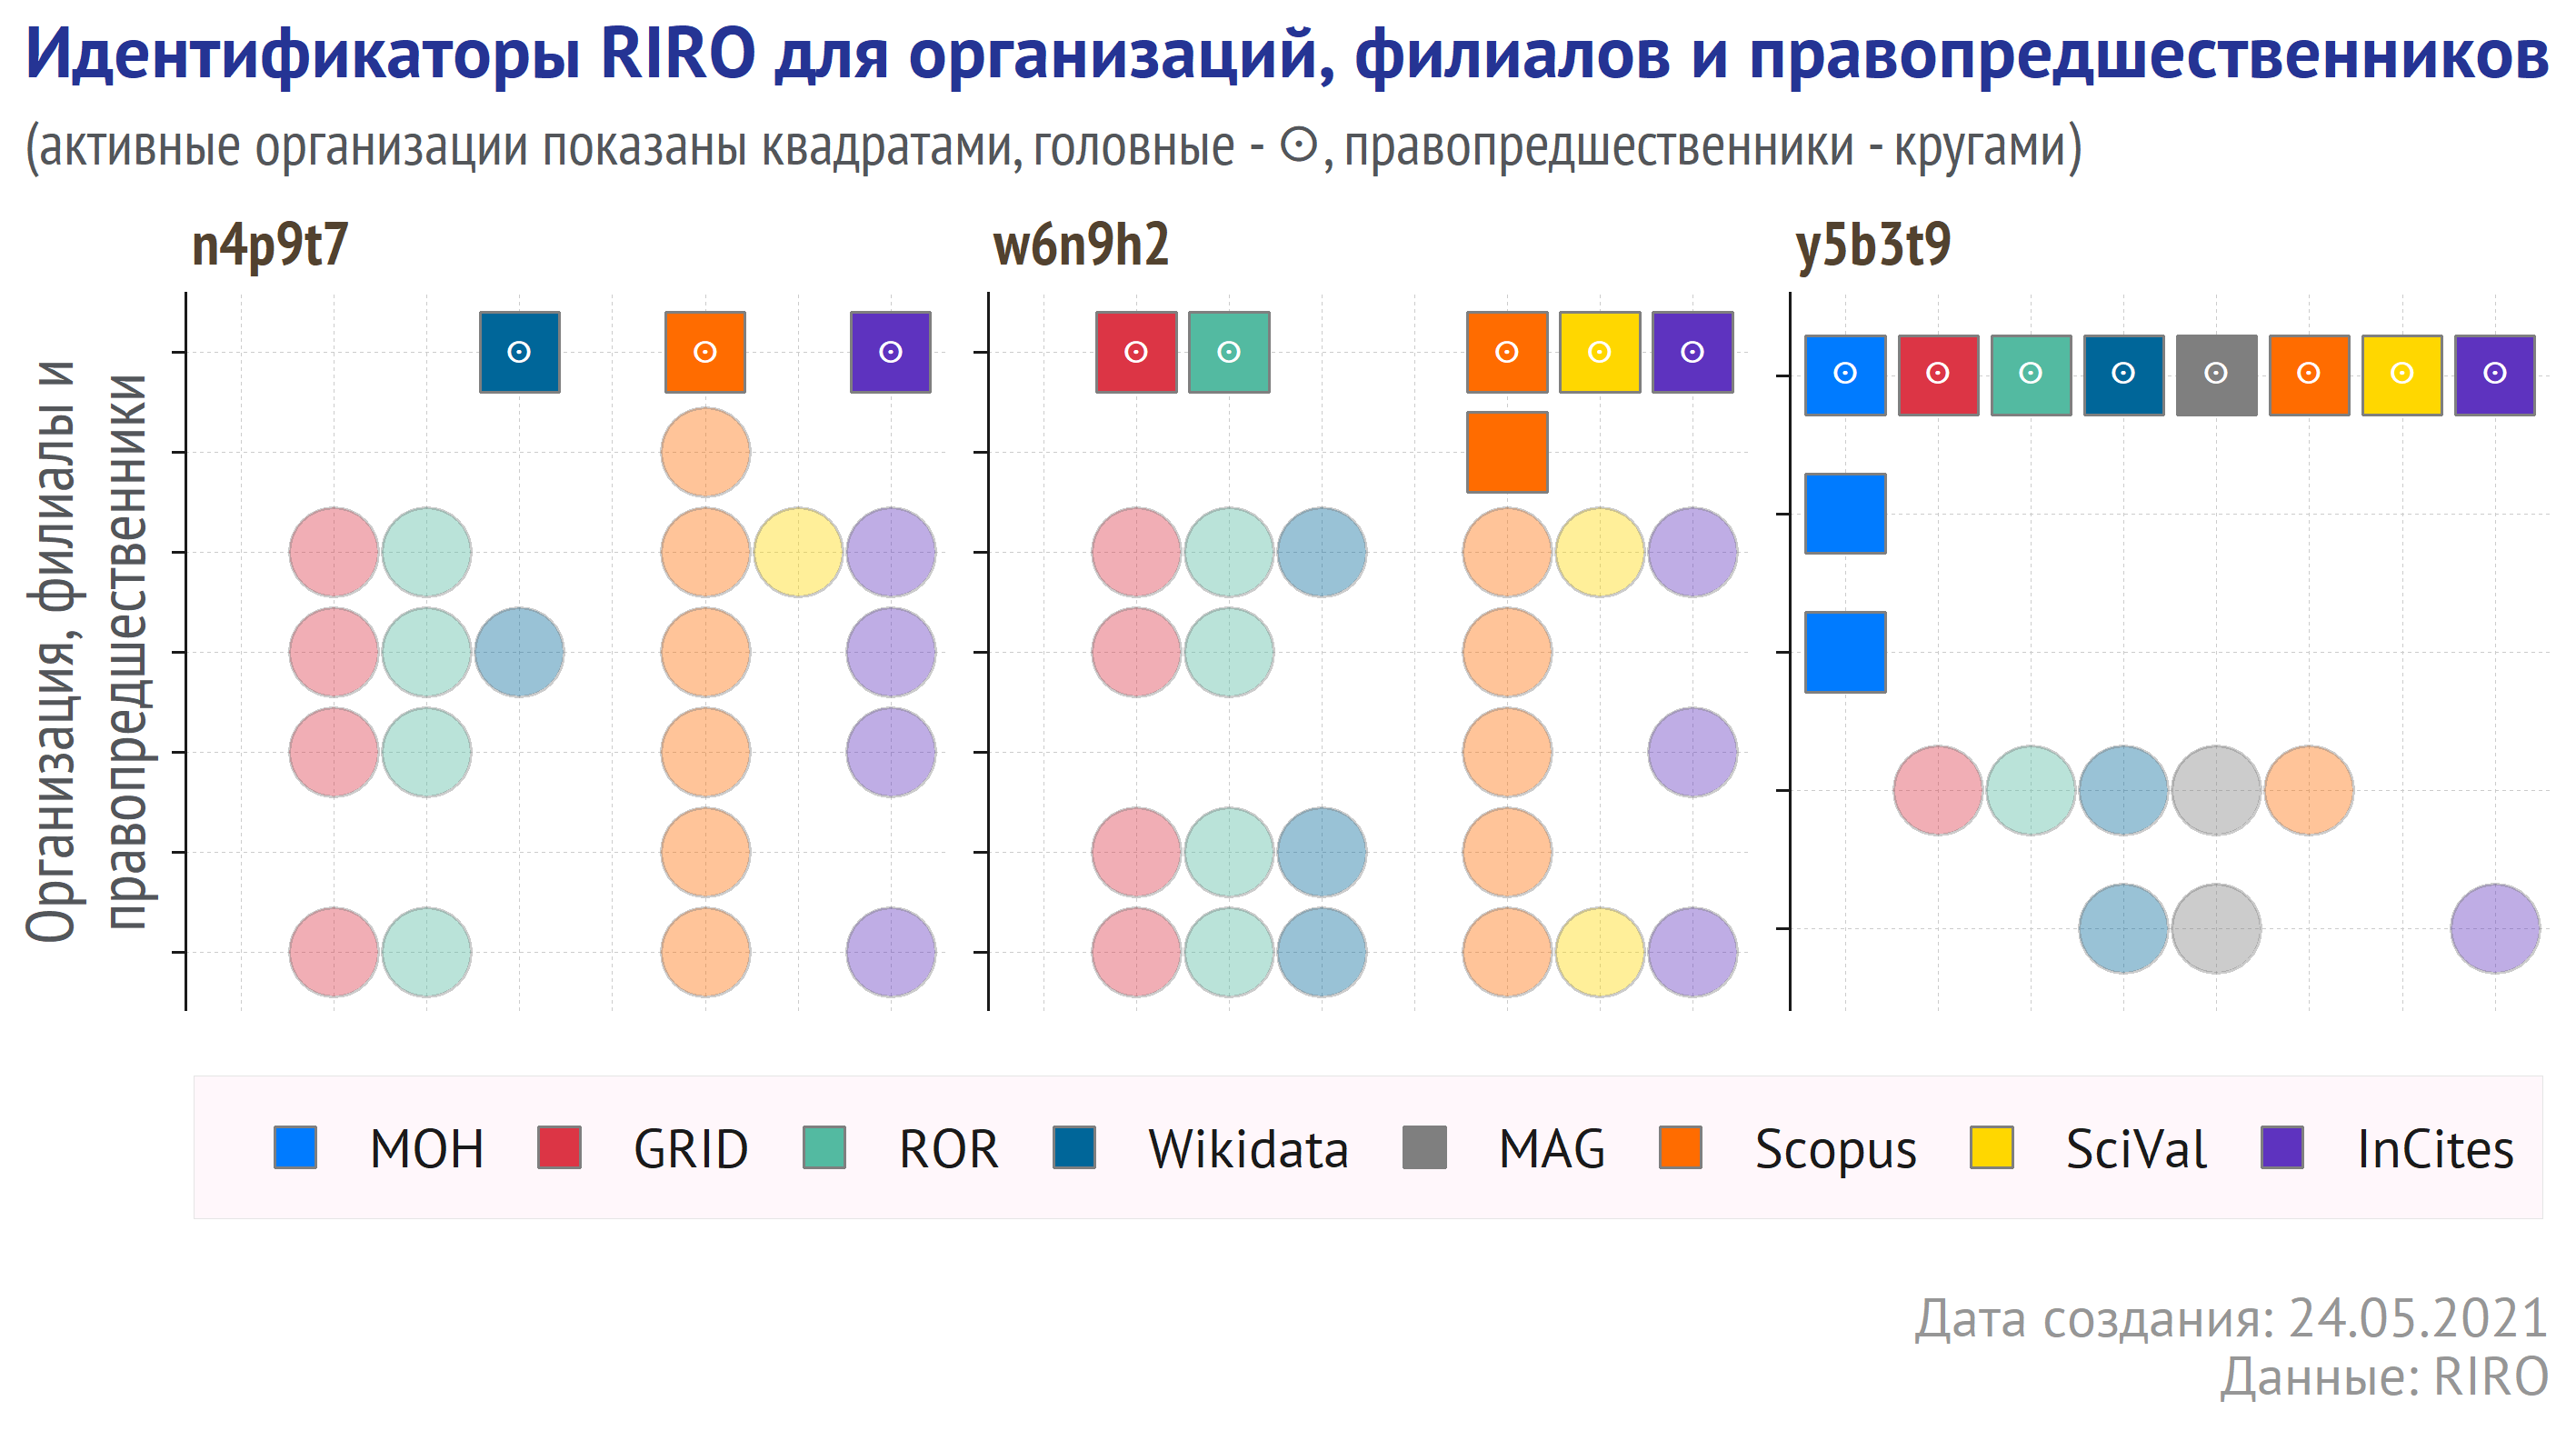 Идентификаторы RIRO для организаций, филиалов и правопредшественников
(активные организации показаны квадратами, головные - ⊙, правопредшественники - кругами)
n4p9t7
w6n9h2
y5b3t9
Организация, филиалы и
правопредшественники
МОН GRID ROR Wikidata MAG Scopus SciVal InCites
Дата создания: 24.05.2021
Данные: RIRO